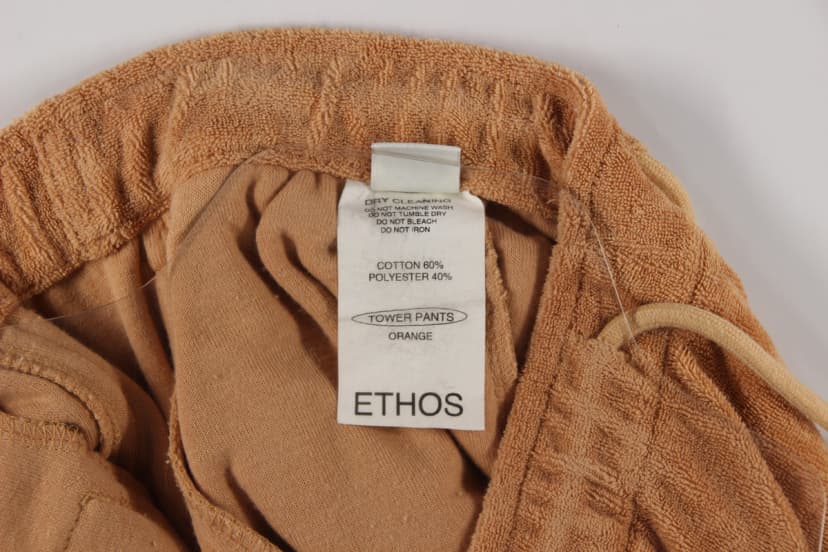 DRY CLEANING
DO NOT MACHINE WASH
DO NOT TUMBLE DRY
DO NOT BLEACH
DO NOT IRON
COTTON 60%
POLYESTER 40%
TOWER PANTS
ORANGE
ETHOS